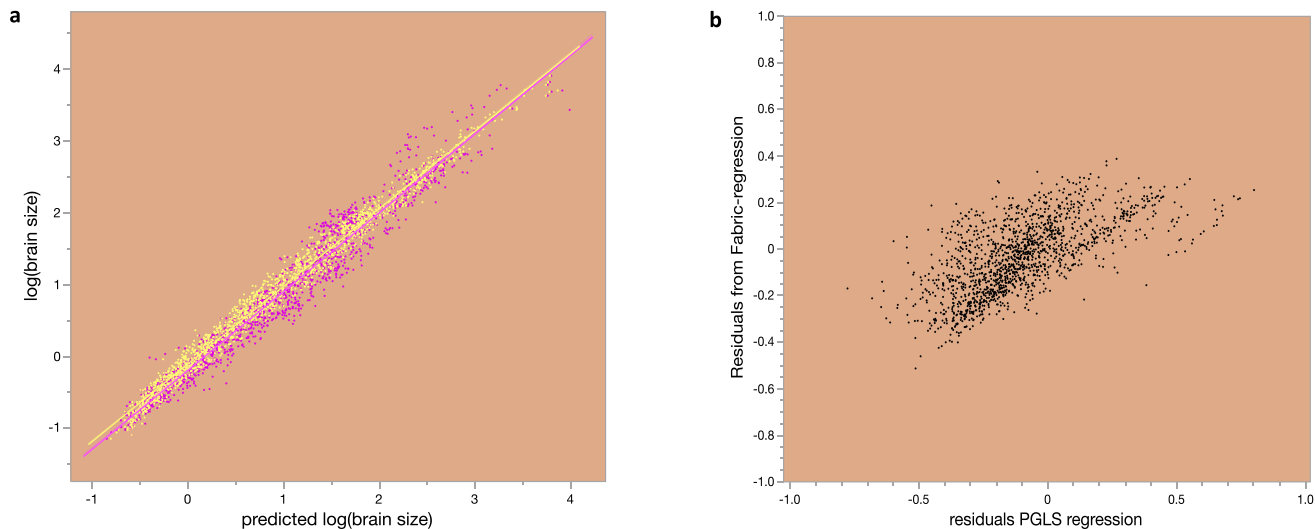 a
4
3
2
1
0
-1
log(brain size)
-1 0 1 2 3 4
predicted log(brain size)
b
1.0
0.8
0.6
0.4
0.2
0
-0.2
-0.4
-0.6
-0.8
-1.0
Residuals from Fabric-regression
-1.0 -0.5 0 0.5 1.0
residuals PGLS regression